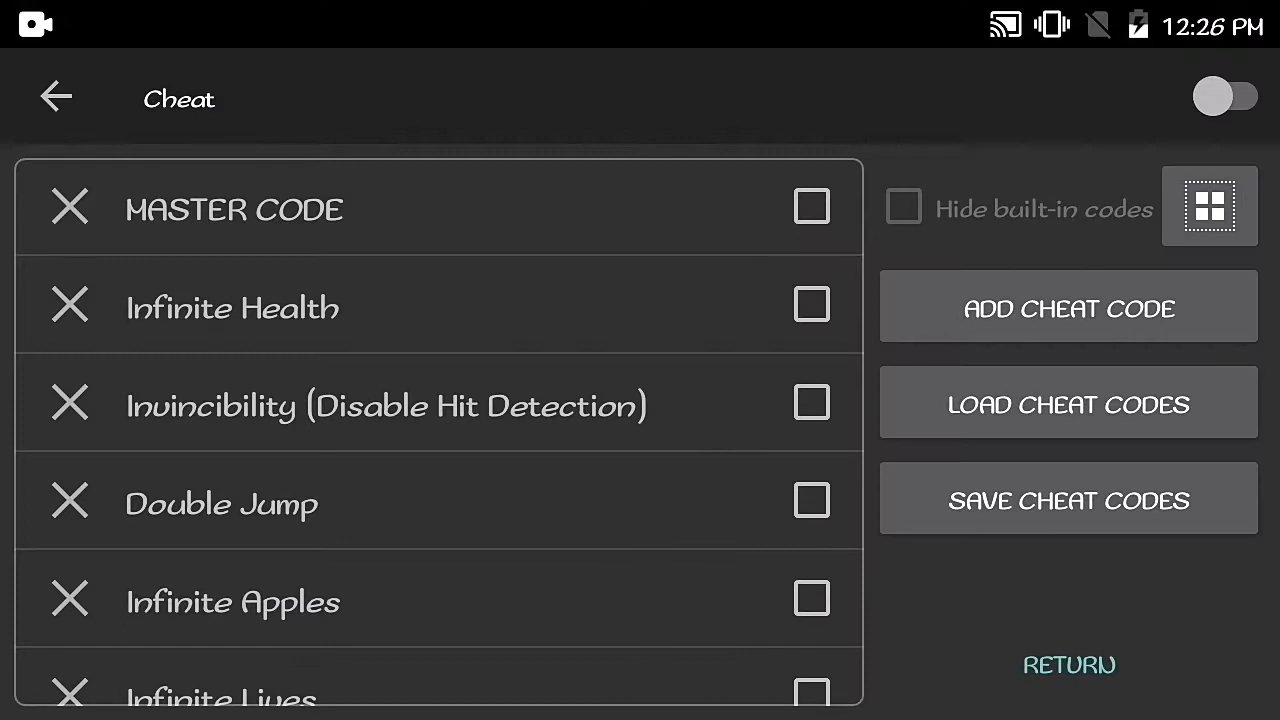 12:26 PM
Cheat
MASTER CODE
Hide built-in codes
Infinite Health
ADD CHEAT CODE
Invincibility (Disable Hit Detection)
LOAD CHEAT CODES
Double Jump
SAVE CHEAT CODES
Infinite Apples
RETURN
Infinite Lives